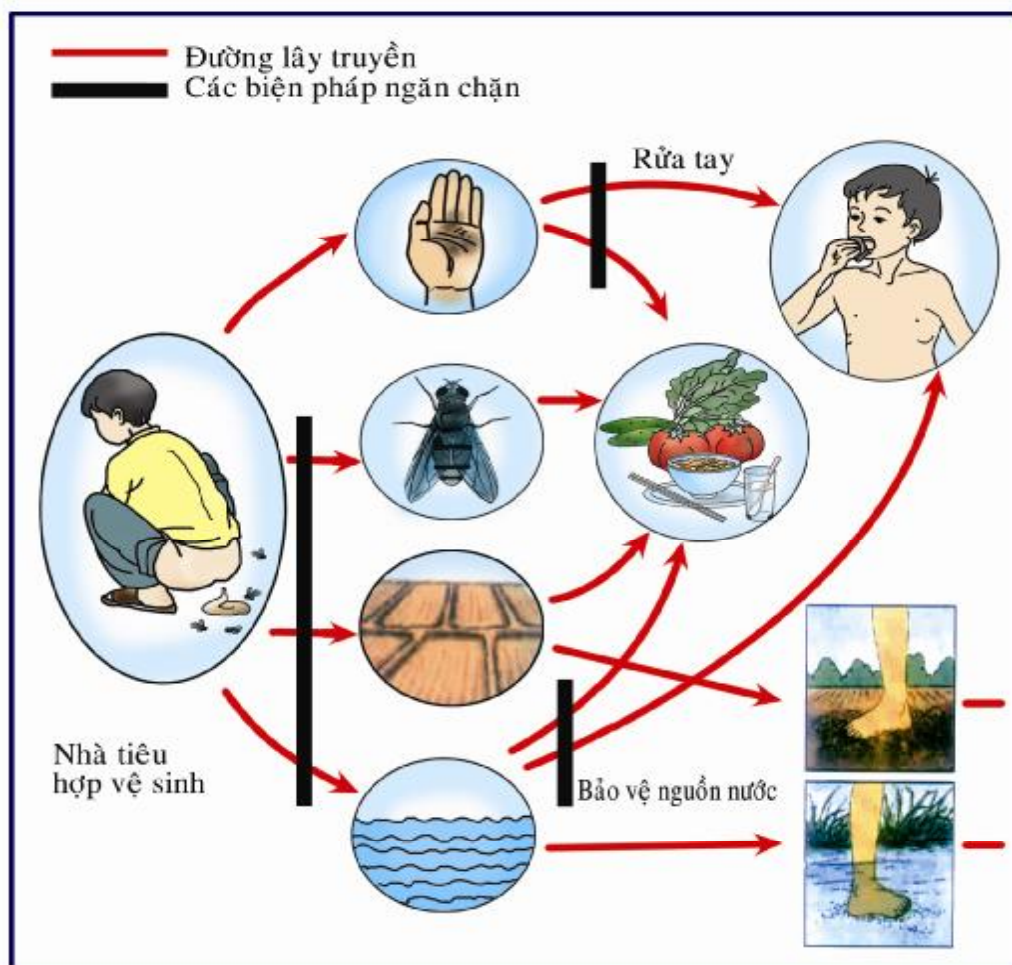 Đường lây truyền
Các biện pháp ngăn chặn
Rửa tay
Nhà tiêu
hợp vệ sinh
Bảo vệ nguồn nước